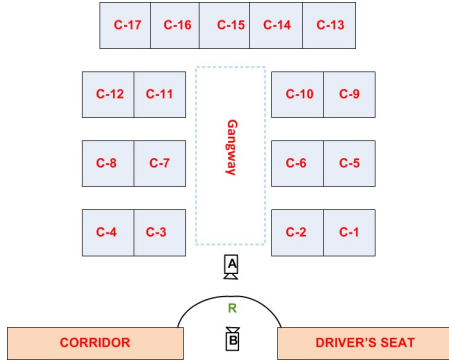 C-17 C-16 C-15 C-14 C-13
C-12 C-11 C-10 C-9
Gangway
C-8 C-7 C-6 C-5
C-4 C-3 C-2 C-1
A
R
B
CORRIDOR DRIVER'S SEAT